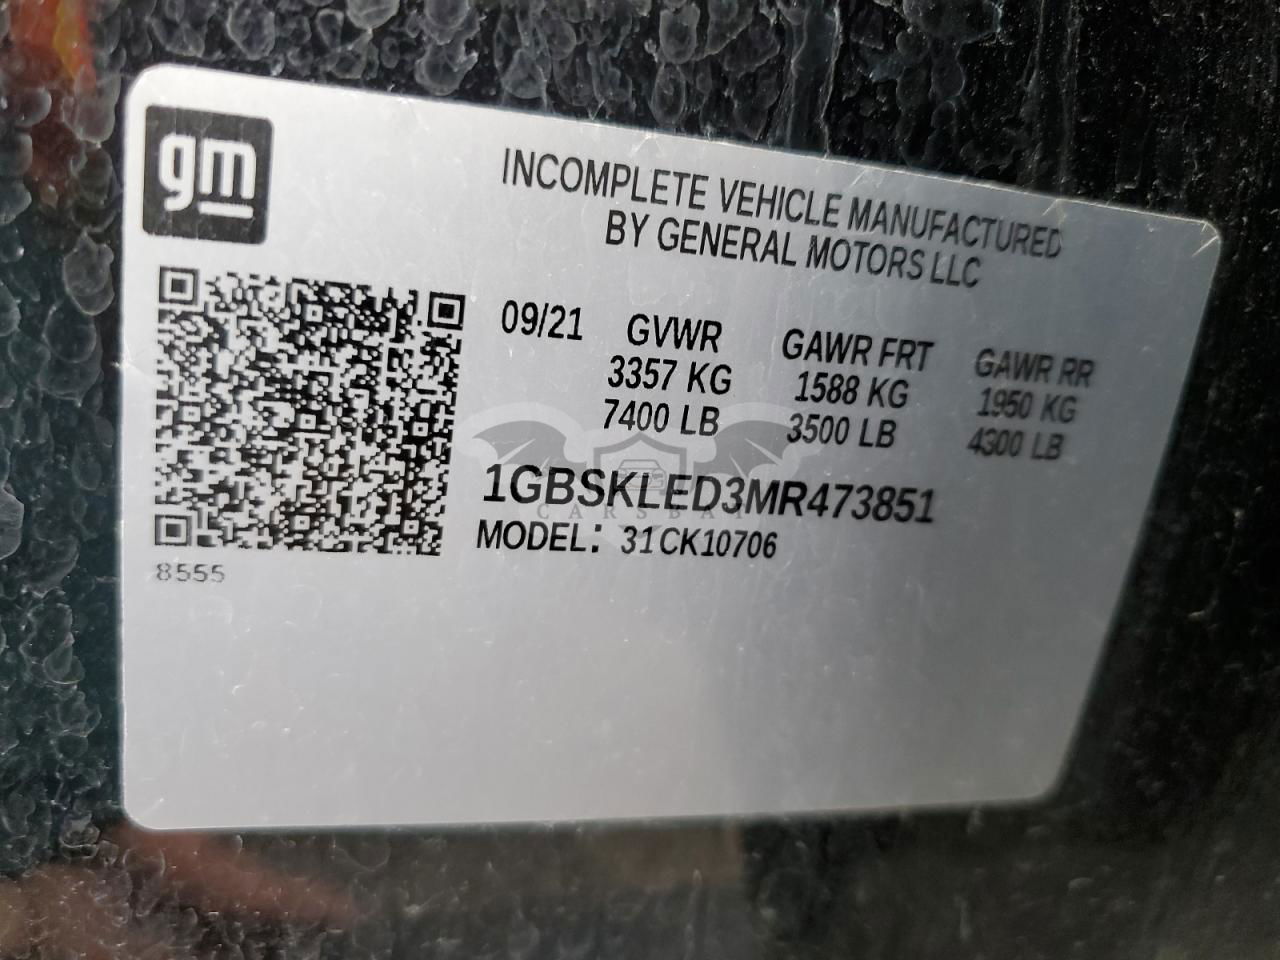 gm
INCOMPLETE VEHICLE MANUFACTURED
BY GENERAL MOTORS LLC
09/21 GVWR GAWR FRT GAWR RR
3357 KG 1588 KG 1950 KG
7400 LB 3500 LB 4300 LB
1GBSKLED3MR473851
CARSBAT
MODEL: 31CK10706
8555